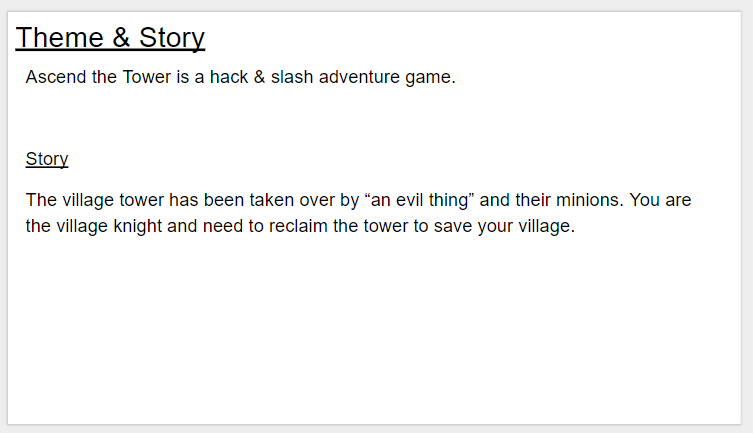 Theme & Story
Ascend the Tower is a hack & slash adventure game.
Story
The village tower has been taken over by “an evil thing” and their minions. You are
the village knight and need to reclaim the tower to save your village.